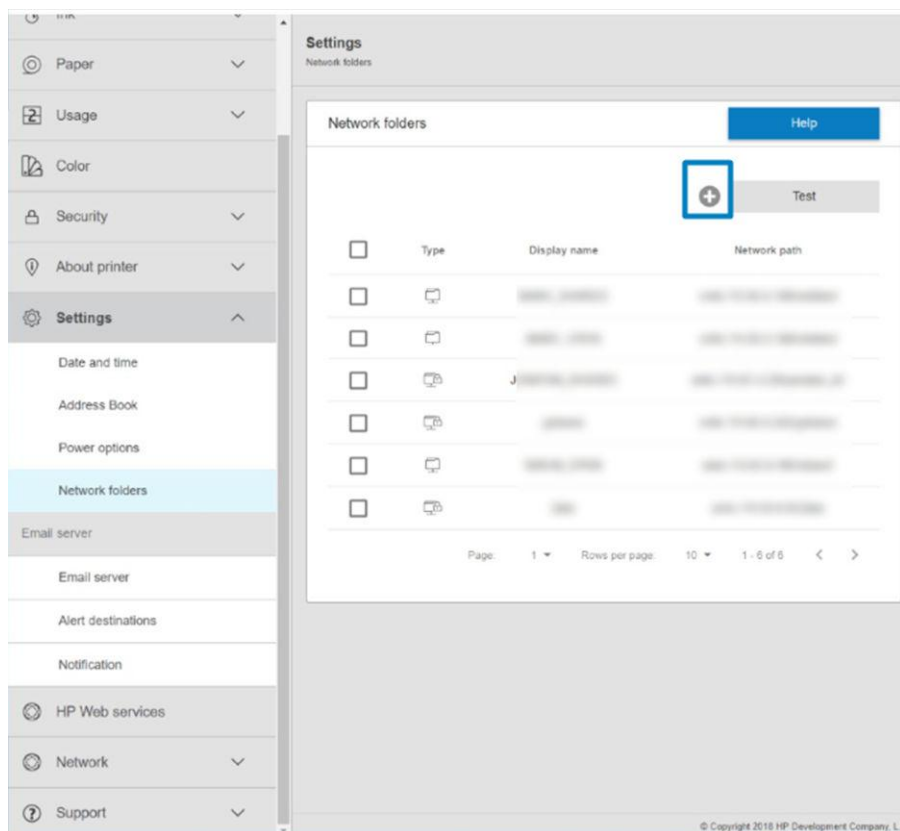 Paper
Usage
Color
Security
About printer
Settings
Date and time
Address Book
Power options
Network folders
Email server
Email server
Alert destinations
Notification
HP Web services
Network
Support
Settings
Network folders
Network folders
Help
Test
Type Display name Network path
Page: 1 Rows per page: 10 1 - 6 of 6
© Copyright 2018 HP Development Company, L